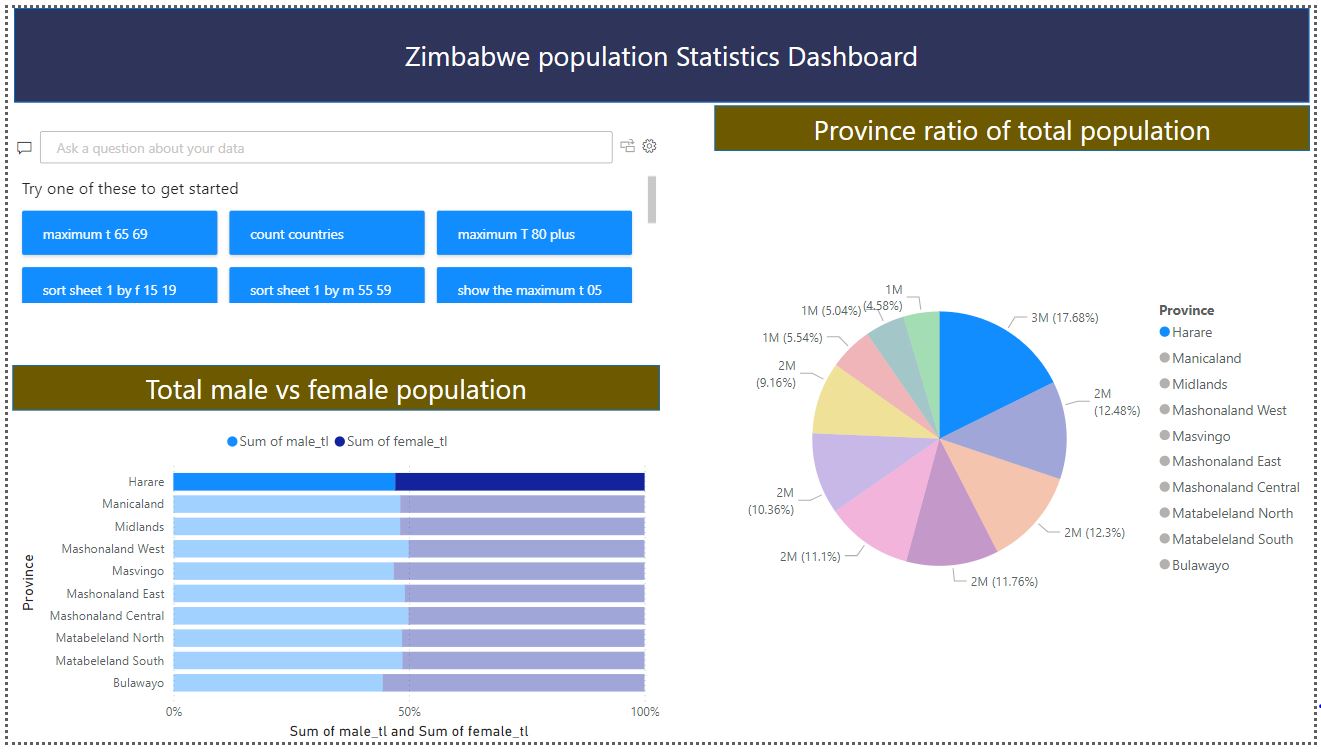 Zimbabwe population Statistics Dashboard
Ask a question about your data
Try one of these to get started
maximum t 65 69
count countries
maximum T 80 plus
sort sheet 1 by f 15 19
sort sheet 1 by m 55 59
show the maximum t 05
Total male vs female population
Sum of male_tl
Sum of female_tl
Province
Harare
Manicaland
Midlands
Mashonaland West
Masvingo
Mashonaland East
Mashonaland Central
Matabeleland North
Matabeleland South
Bulawayo
0%
50%
100%
Sum of male_tl and Sum of female_tl
Province ratio of total population
3M (17.68%)
2M
(12.48%)
2M (12.3%)
2M (11.76%)
2M (11.1%)
2M
(10.36%)
2M
(9.16%)
1M (5.54%)
1M (5.04%)
1M
(4.58%)
Province
Harare
Manicaland
Midlands
Mashonaland West
Masvingo
Mashonaland East
Mashonaland Central
Matabeleland North
Matabeleland South
Bulawayo